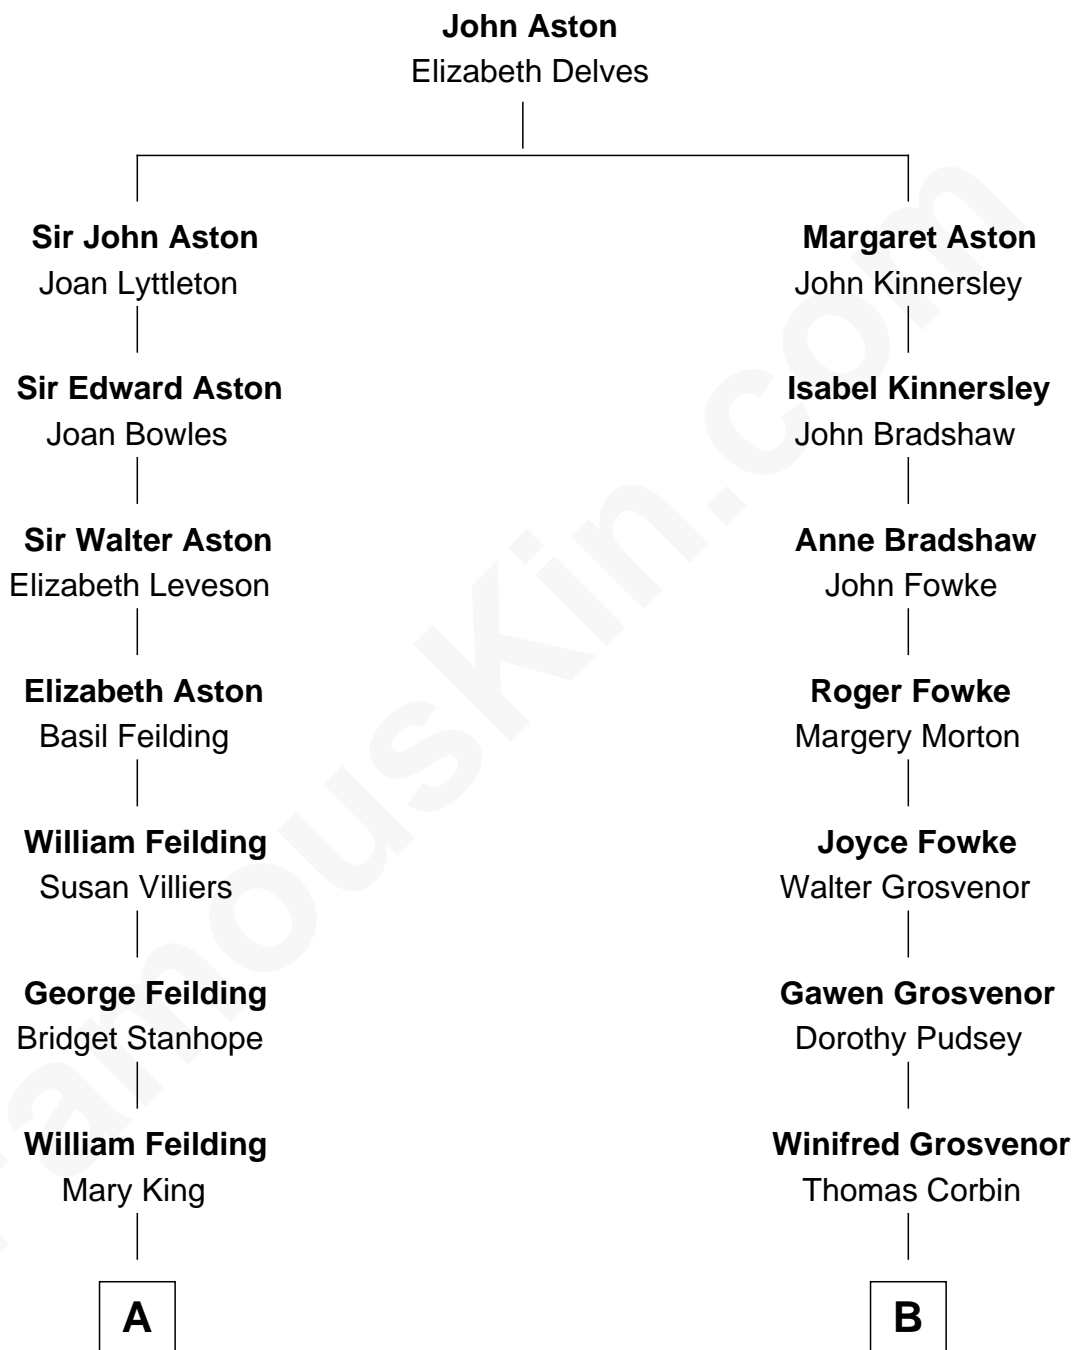 John Aston
Elizabeth Delves
Sir John Aston
Joan Lyttleton
Margaret Aston
John Kinnersley
Sir Edward Aston
Joan Bowles
Isabel Kinnersley
John Bradshaw
Sir Walter Aston
Elizabeth Leveson
Anne Bradshaw
John Fowke
Elizabeth Aston
Basil Feilding
Roger Fowke
Margery Morton
William Feilding
Susan Villiers
Joyce Fowke
Walter Grosvenor
George Feilding
Bridget Stanhope
Gawen Grosvenor
Dorothy Pudsey
William Feilding
Mary King
Winifred Grosvenor
Thomas Corbin
A
B
FamousKin.com